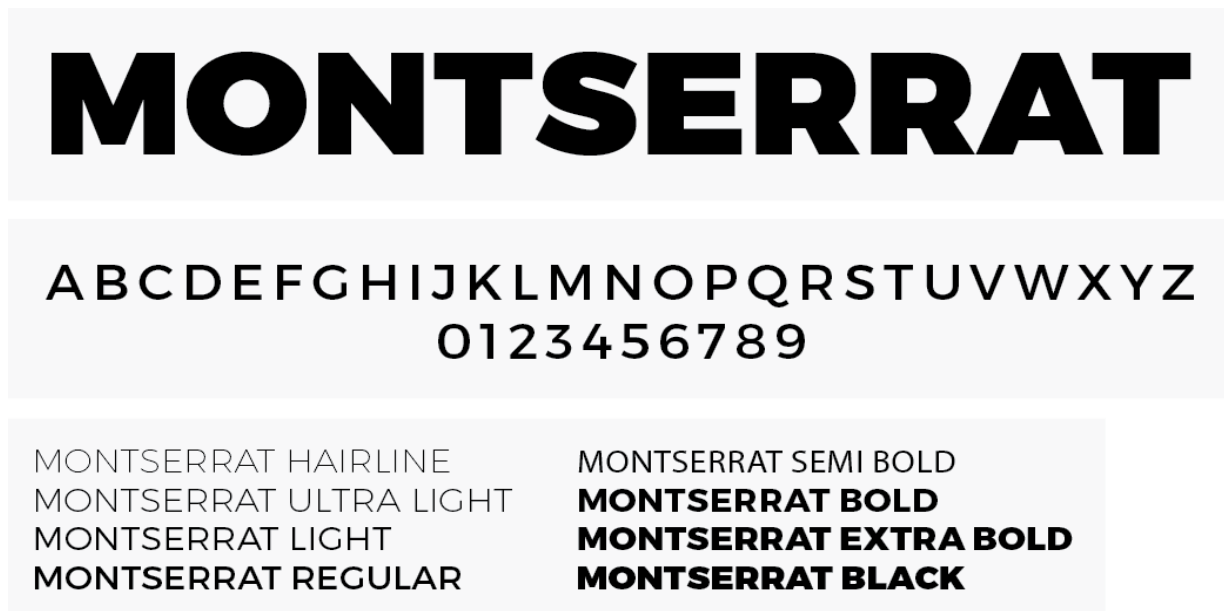 MONTSERRAT
ABCDEFGHIJKLMNOPQRSTUVWXYZ
0123456789
MONTSERRAT HAIRLINE
MONTSERRAT ULTRA LIGHT
MONTSERRAT LIGHT
MONTSERRAT REGULAR
MONTSERRAT SEMI BOLD
MONTSERRAT BOLD
MONTSERRAT EXTRA BOLD
MONTSERRAT BLACK